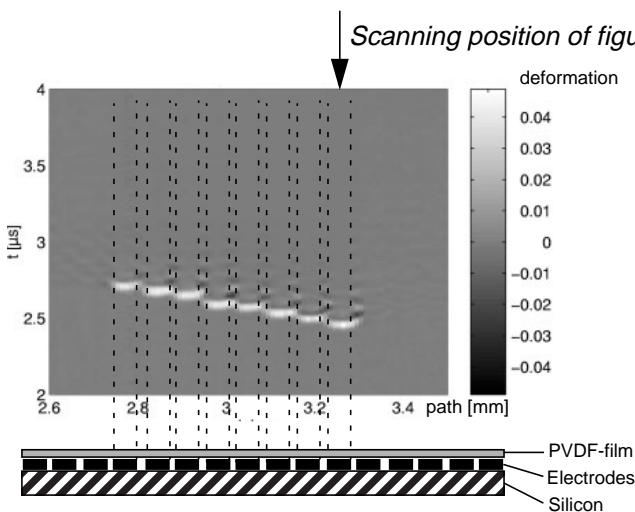 Scanning position of figu
deformation
4
3.5
3
2.5
2
t [µs]
2.6
2.8
3
3.2
3.4
path [mm]
0.04
0.03
0.02
0.01
0
−0.01
−0.02
−0.03
−0.04
PVDF-film
Electrodes
Silicon